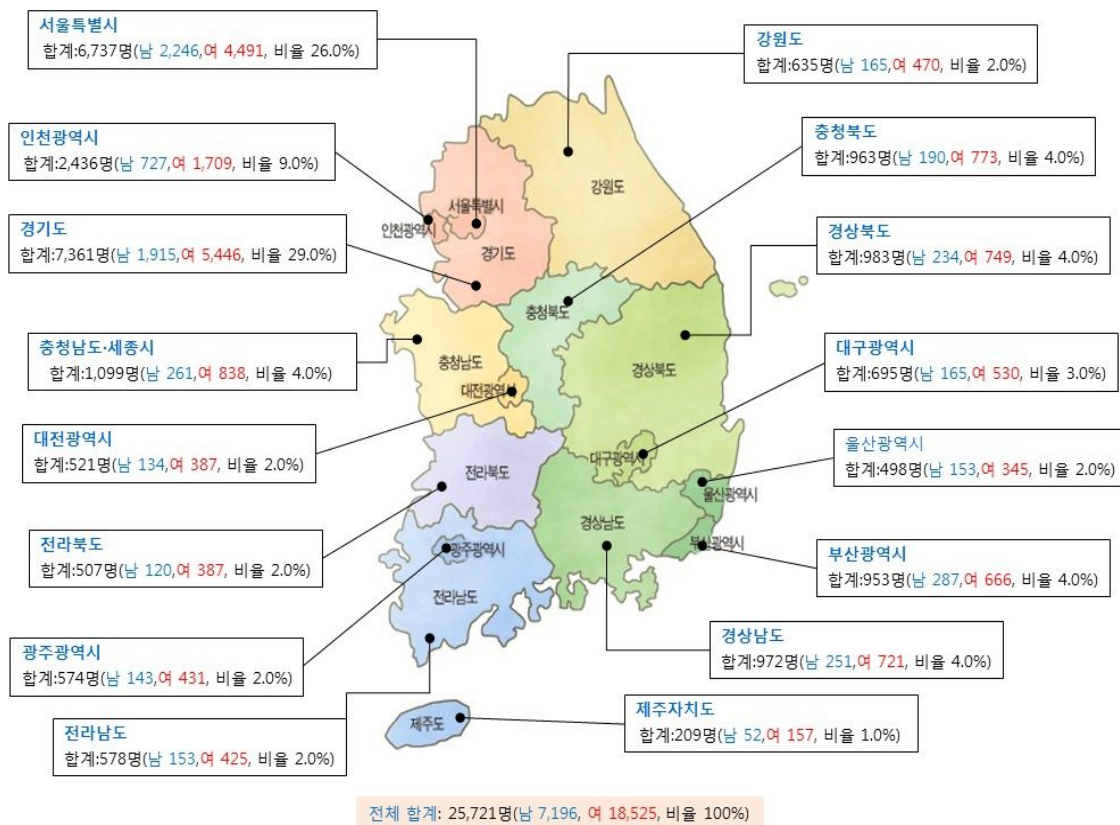 서울특별시
합계:6,737명(남 2,246,여 4,491, 비율 26.0%)
강원도
합계:635명(남 165,여 470, 비율 2.0%)
인천광역시
합계:2,436명(남 727,여 1,709, 비율 9.0%)
충청북도
합계:963명(남 190,여 773, 비율 4.0%)
경기도
합계:7,361명(남 1,915,여 5,446, 비율 29.0%)
경상북도
합계:983명(남 234,여 749, 비율 4.0%)
충청남도·세종시
합계:1,099명(남 261,여 838, 비율 4.0%)
대구광역시
합계:695명(남 165,여 530, 비율 3.0%)
대전광역시
합계:521명(남 134,여 387, 비율 2.0%)
울산광역시
합계:498명(남 153,여 345, 비율 2.0%)
전라북도
합계:507명(남 120,여 387, 비율 2.0%)
부산광역시
합계:953명(남 287,여 666, 비율 4.0%)
광주광역시
합계:574명(남 143,여 431, 비율 2.0%)
경상남도
합계:972명(남 251,여 721, 비율 4.0%)
전라남도
합계:578명(남 153,여 425, 비율 2.0%)
제주자치도
합계:209명(남 52,여 157, 비율 1.0%)
강원도
서울특별시
인천광역시
경기도
충청북도
충청남도
경상북도
대전광역시
대구광역시
전라북도
울산광역시
경상남도
부산광역시
광주광역시
전라남도
제주도
전체 합계: 25,721명(남 7,196, 여 18,525, 비율 100%)